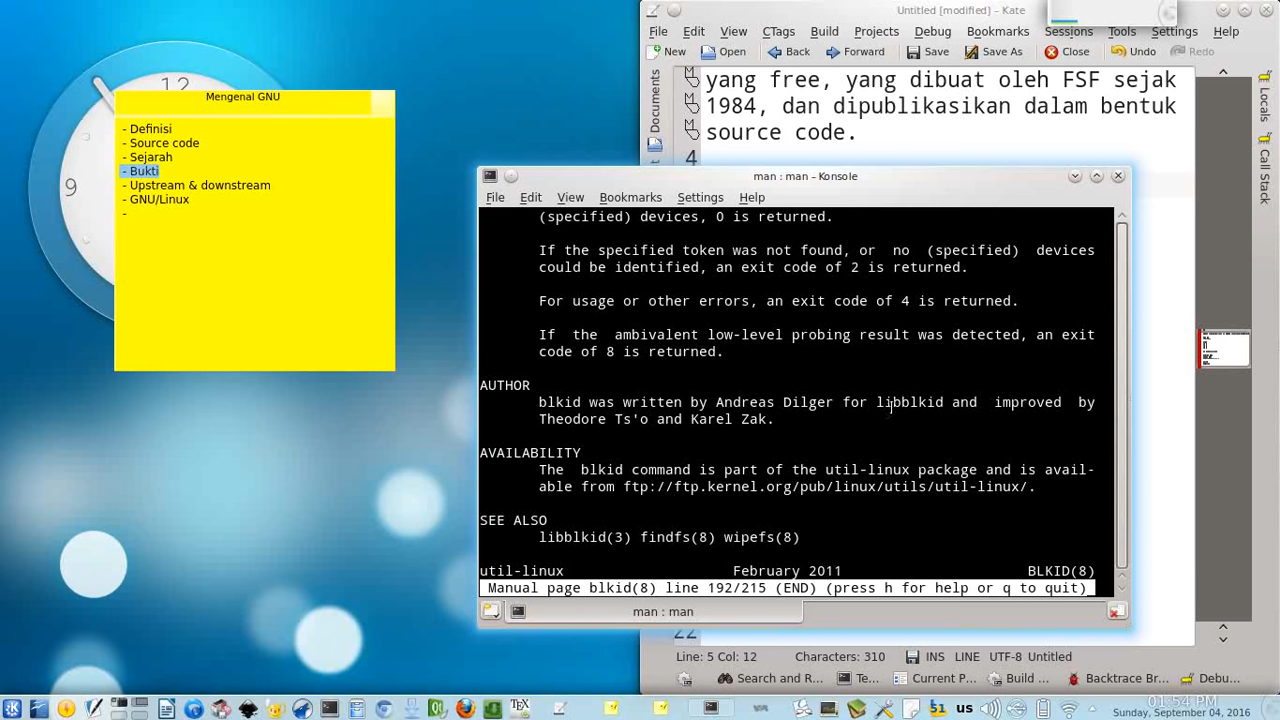 12
9
Mengenal GNU
- Definisi
- Source code
- Sejarah
- Bukti
- Upstream & downstream
- GNU/Linux
-
Untitled [modified] – Kate
File Edit View CTags Build Projects Debug Bookmarks Sessions Tools Settings Help
New Open Back Forward Save Save As Close Undo Redo
Documents
yang free, yang dibuat oleh FSF sejak
1984, dan dipublikasikan dalam bentuk
source code.
4
22
Locals
Call Stack
man : man – Konsole
File Edit View Bookmarks Settings Help
(specified) devices, 0 is returned.
If the specified token was not found, or no (specified) devices
could be identified, an exit code of 2 is returned.
For usage or other errors, an exit code of 4 is returned.
If the ambivalent low-level probing result was detected, an exit
code of 8 is returned.
AUTHOR
blkid was written by Andreas Dilger for libblkid and improved by
Theodore Ts'o and Karel Zak.
AVAILABILITY
The blkid command is part of the util-linux package and is avail-
able from ftp://ftp.kernel.org/pub/linux/utils/util-linux/.
SEE ALSO
libblkid(3) findfs(8) wipefs(8)
util-linux February 2011 BLKID(8)
Manual page blkid(8) line 192/215 (END) (press h for help or q to quit)
man : man
Line: 5 Col: 12 Characters: 310 INS LINE UTF-8 Untitled
Search and R... Te... Current P... Build ... Backtrace Br... Debu...
us
01:54 PM
Sunday, September 04, 2016